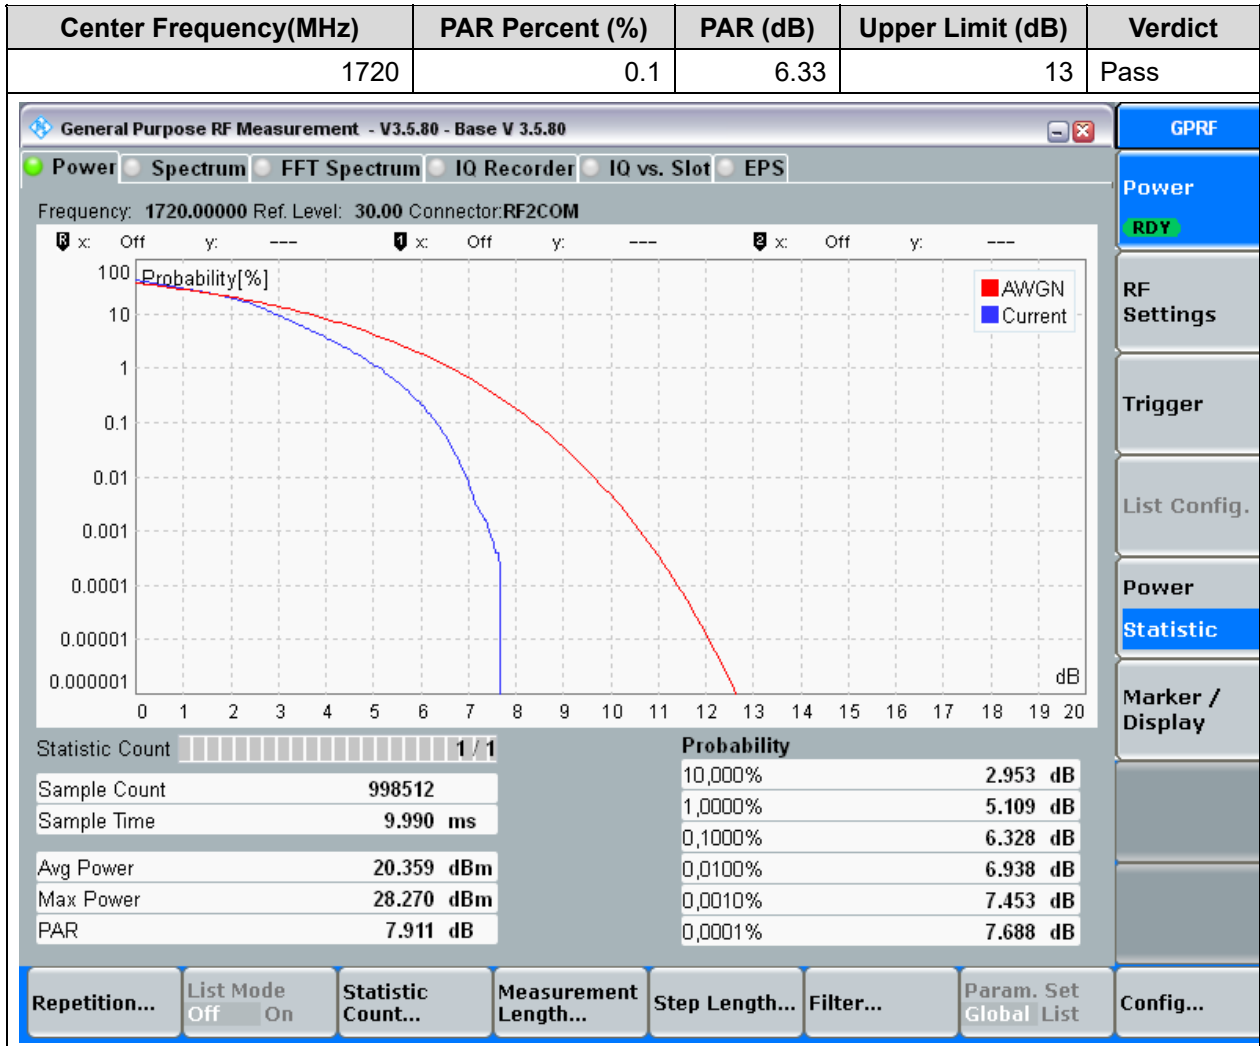 Center Frequency(MHz) PAR Percent (%) PAR (dB) Upper Limit (dB) Verdict
1720 0.1 6.33 13 Pass
General Purpose RF Measurement - V3.5.80 - Base V 3.5.80
GPRF
Power Spectrum FFT Spectrum IQ Recorder IQ vs. Slot EPS
Power
RDY
Frequency: 1720.00000 Ref. Level: 30.00 Connector:RF2COM
R x: Off y: --- 1 x: Off y: --- 2 x: Off y: ---
Probability[%]
AWGN
Current
100
10
1
0.1
0.01
0.001
0.0001
0.00001
0.000001
dB
0 1 2 3 4 5 6 7 8 9 10 11 12 13 14 15 16 17 18 19 20
RF
Settings
Trigger
List Config.
Power
Statistic
Marker /
Display
Statistic Count 1 / 1
Sample Count 998512
Sample Time 9.990 ms
Avg Power 20.359 dBm
Max Power 28.270 dBm
PAR 7.911 dB
Probability
10,000% 2.953 dB
1,0000% 5.109 dB
0,1000% 6.328 dB
0,0100% 6.938 dB
0,0010% 7.453 dB
0,0001% 7.688 dB
Repetition...
List Mode
Off On
Statistic
Count...
Measurement
Length...
Step Length...
Filter...
Param. Set
Global List
Config...